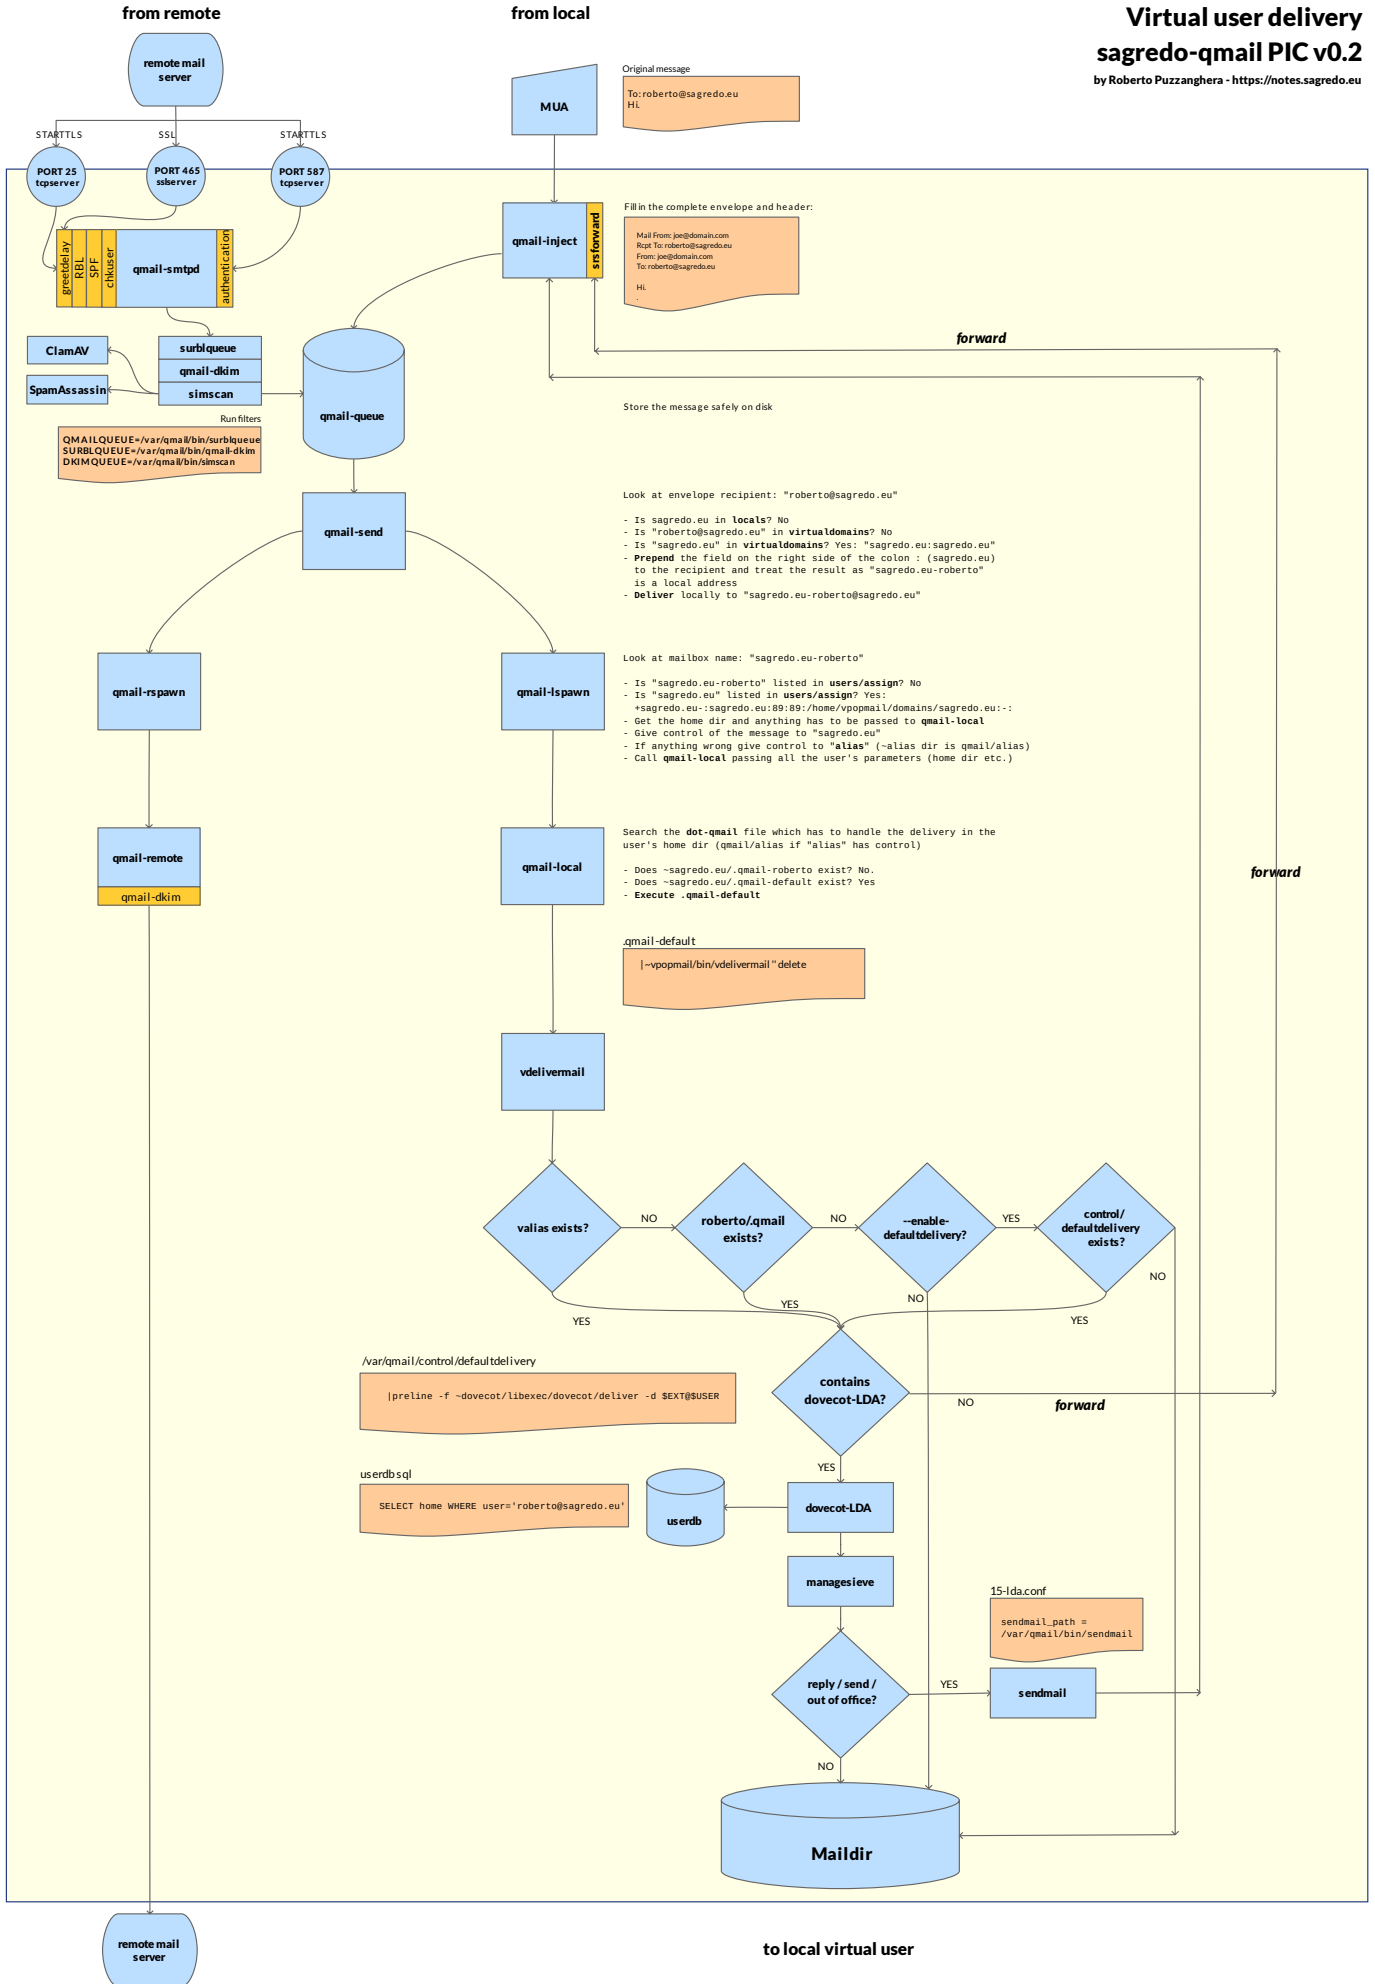 from remote
from local
Virtual user delivery
sagredo-qmail PIC v0.2
by Roberto Puzzanghera - https://notes.sagredo.eu
remote mail
server
MUA
Original message
To: roberto@sagredo.eu
Hi.
STARTTLS
SSL
STARTTLS
PORT 25
tcpserver
PORT 465
sslserver
PORT 587
tcpserver
greetdelay
RBL
SPF
chkuser
qmail-smtpd
authentication
qmail-inject
srsforward
Fill in the complete envelope and header:
Mail From: joe@domain.com
Rcpt To: roberto@sagredo.eu
From: joe@domain.com
To: roberto@sagredo.eu
Hi.
.
ClamAV
SpamAssassin
surblqueue
qmail-dkim
simscan
Run filters
QMAILQUEUE=/var/qmail/bin/surblqueue
SURBLQUEUE=/var/qmail/bin/qmail-dkim
DKIMQUEUE=/var/qmail/bin/simscan
qmail-queue
forward
Store the message safely on disk
qmail-send
Look at envelope recipient: "roberto@sagredo.eu"
- Is sagredo.eu in locals? No
- Is "roberto@sagredo.eu" in virtualdomains? No
- Is "sagredo.eu" in virtualdomains? Yes: "sagredo.eu:sagredo.eu"
- Prepend the field on the right side of the colon : (sagredo.eu)
to the recipient and treat the result as "sagredo.eu-roberto"
is a local address
- Deliver locally to "sagredo.eu-roberto@sagredo.eu"
qmail-rspawn
qmail-lspawn
Look at mailbox name: "sagredo.eu-roberto"
- Is "sagredo.eu-roberto" listed in users/assign? No
- Is "sagredo.eu" listed in users/assign? Yes:
+sagredo.eu-:sagredo.eu:89:89:/home/vpopmail/domains/sagredo.eu:-:
- Get the home dir and anything has to be passed to qmail-local
- Give control of the message to "sagredo.eu"
- If anything wrong give control to "alias" (~alias dir is qmail/alias)
- Call qmail-local passing all the user's parameters (home dir etc.)
qmail-remote
qmail-dkim
qmail-local
Search the dot-qmail file which has to handle the delivery in the
user's home dir (qmail/alias if "alias" has control)
- Does ~sagredo.eu/.qmail-roberto exist? No.
- Does ~sagredo.eu/.qmail-default exist? Yes
- Execute .qmail-default
forward
.qmail-default
|~vpopmail/bin/vdelivermail '' delete
vdelivermail
valias exists?
NO
roberto/.qmail
exists?
NO
--enable-
defaultdelivery?
YES
control/
defaultdelivery
exists?
NO
YES
YES
NO
YES
/var/qmail/control/defaultdelivery
|preline -f ~dovecot/libexec/dovecot/deliver -d $EXT@$USER
contains
dovecot-LDA?
NO
forward
YES
userdb sql
SELECT home WHERE user='roberto@sagredo.eu'
userdb
dovecot-LDA
managesieve
15-lda.conf
sendmail_path =
/var/qmail/bin/sendmail
reply / send /
out of office?
YES
sendmail
NO
Maildir
remote mail
server
to local virtual user